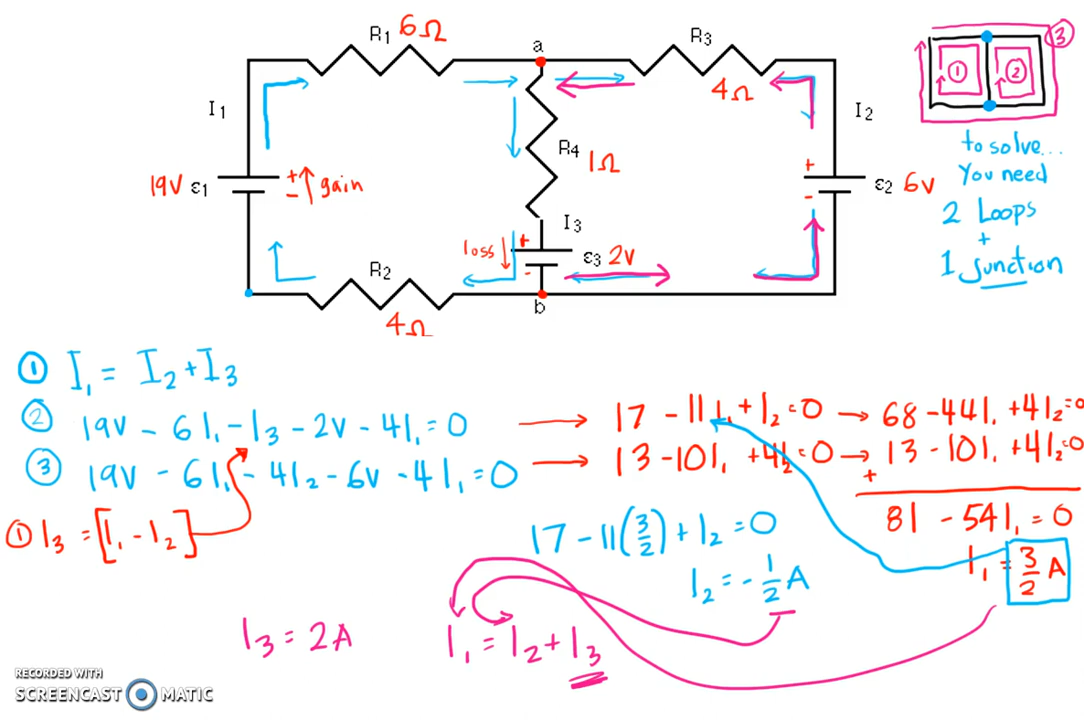 R₁ 6Ω
a
R₃
4Ω
③
①
②
I₁
I₂
R₄
1Ω
19V ε₁
+
-
gain
+
-
ε₂ 6V
to solve...
You need
2 Loops
+
1 Junction
I₃
loss
+
-
ε₃ 2V
R₂
4Ω
b
① I₁ = I₂ + I₃
② 19V - 6I₁ - I₃ - 2V - 4I₁ = 0 → 17 - 11I₁ + I₂ = 0 → 68 - 44I₁ + 4I₂ = 0
③ 19V - 6I₁ - 4I₂ - 6V - 4I₁ = 0 → 13 - 10I₁ + 4I₂ = 0 → 13 - 10I₁ + 4I₂ = 0
+
① I₃ = [I₁ - I₂]
81 - 54I₁ = 0
17 - 11(3/2) + I₂ = 0
I₁ = 3/2 A
I₂ = - 1/2 A
I₃ = 2A
I₁ = I₂ + I₃
RECORDED WITH
SCREENCAST MATIC